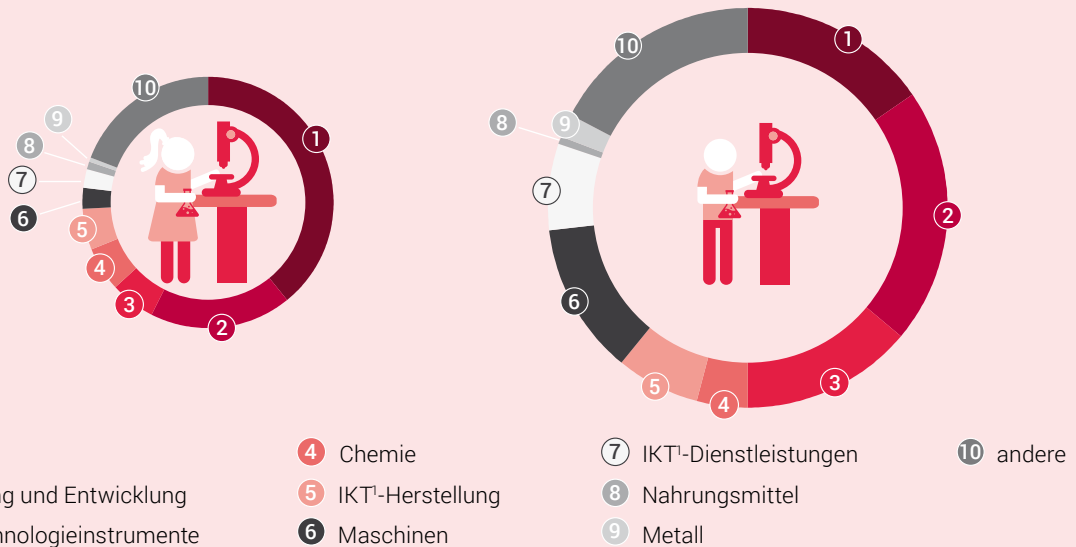 10
9
8
7
6
5
4
3
2
1
10
9
8
7
6
5
4
3
2
1
4 Chemie
7 IKT¹-Dienstleistungen
10 andere
und Entwicklung
5 IKT¹-Herstellung
8 Nahrungsmittel
6 Maschinen
9 Metall